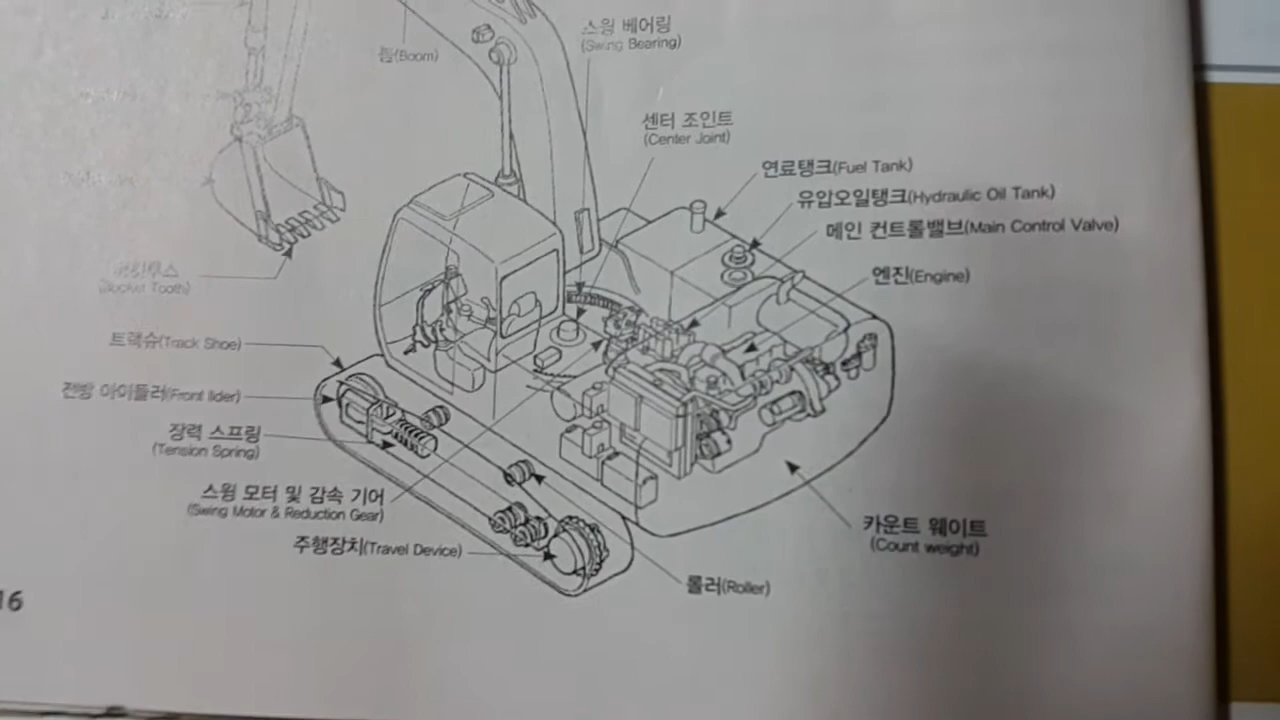 스윙 베어링
(Swing Bearing)
붐(Boom)
센터 조인트
(Center Joint)
연료탱크(Fuel Tank)
유압오일탱크(Hydraulic Oil Tank)
메인 컨트롤밸브(Main Control Valve)
엔진(Engine)
(Bucket Tooth)
트랙슈(Track Shoe)
전방 아이들러(Front Ilder)
장력 스프링
(Tension Spring)
스윙 모터 및 감속 기어
(Swing Motor & Reduction Gear)
주행장치(Travel Device)
카운트 웨이트
(Count weight)
롤러(Roller)
16